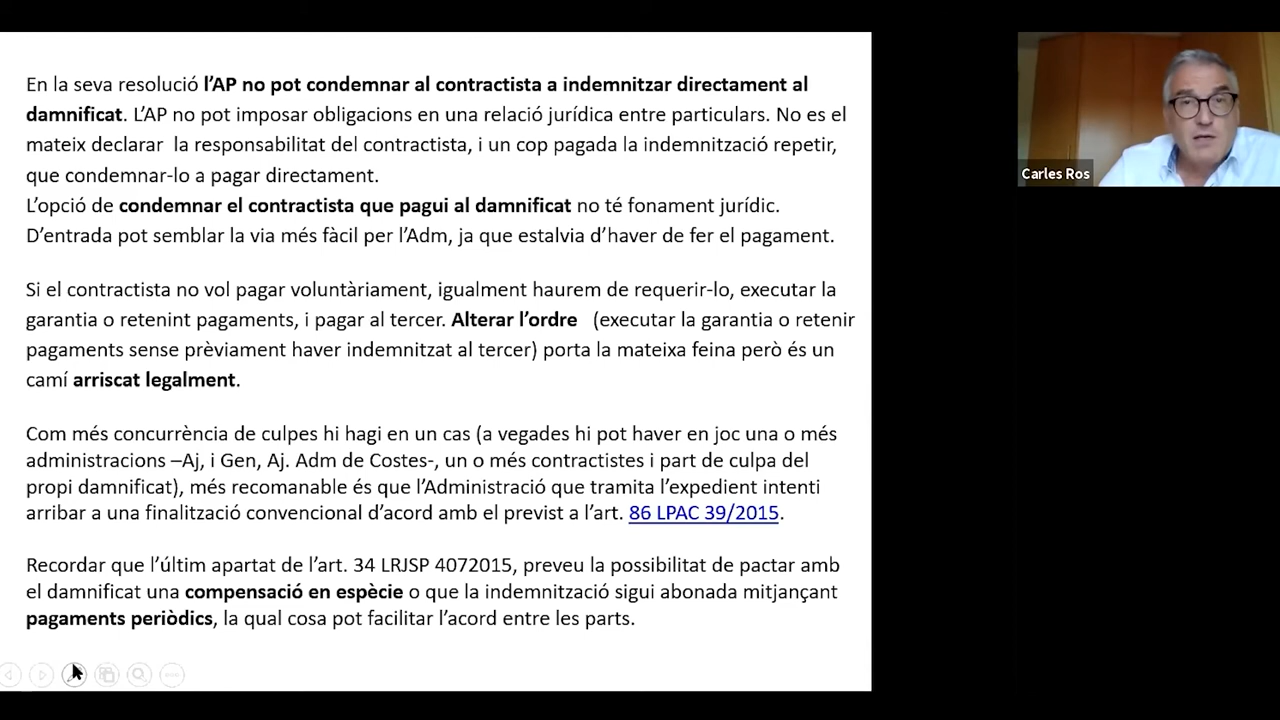 En la seva resolució l’AP no pot condemnar al contractista a indemnitzar directament al
damnificat. L’AP no pot imposar obligacions en una relació jurídica entre particulars. No es el
mateix declarar la responsabilitat del contractista, i un cop pagada la indemnització repetir,
que condemnar-lo a pagar directament.
L’opció de condemnar el contractista que pagui al damnificat no té fonament jurídic.
D’entrada pot semblar la via més fàcil per l’Adm, ja que estalvia d’haver de fer el pagament.
Si el contractista no vol pagar voluntàriament, igualment haurem de requerir-lo, executar la
garantia o retenint pagaments, i pagar al tercer. Alterar l’ordre (executar la garantia o retenir
pagaments sense prèviament haver indemnitzat al tercer) porta la mateixa feina però és un
camí arriscat legalment.
Com més concurrència de culpes hi hagi en un cas (a vegades hi pot haver en joc una o més
administracions –Aj, i Gen, Aj. Adm de Costes-, un o més contractistes i part de culpa del
propi damnificat), més recomanable és que l’Administració que tramita l’expedient intenti
arribar a una finalització convencional d’acord amb el previst a l’art. 86 LPAC 39/2015.
Recordar que l’últim apartat de l’art. 34 LRJSP 4072015, preveu la possibilitat de pactar amb
el damnificat una compensació en espècie o que la indemnització sigui abonada mitjançant
pagaments periòdics, la qual cosa pot facilitar l’acord entre les parts.
Carles Ros